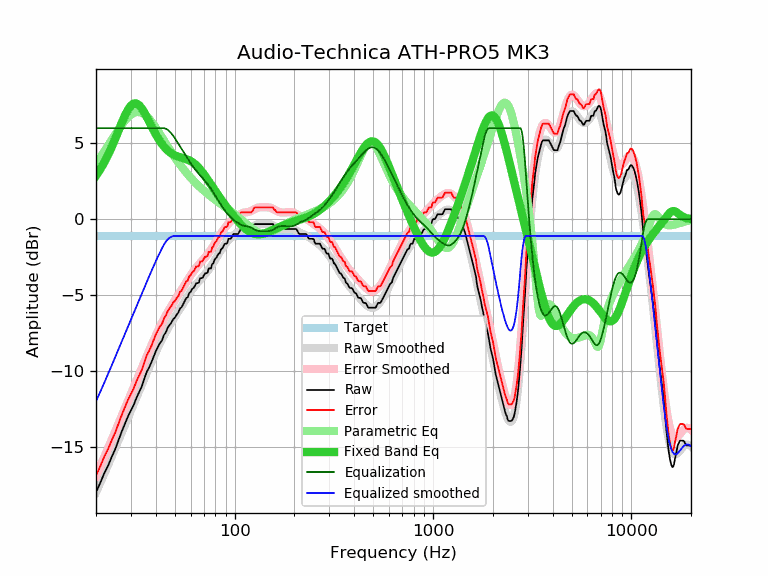 Audio-Technica ATH-PRO5 MK3
Amplitude (dBr)
5
0
−5
−10
−15
Target
Raw Smoothed
Error Smoothed
Raw
Error
Parametric Eq
Fixed Band Eq
Equalization
Equalized smoothed
100
1000
10000
Frequency (Hz)